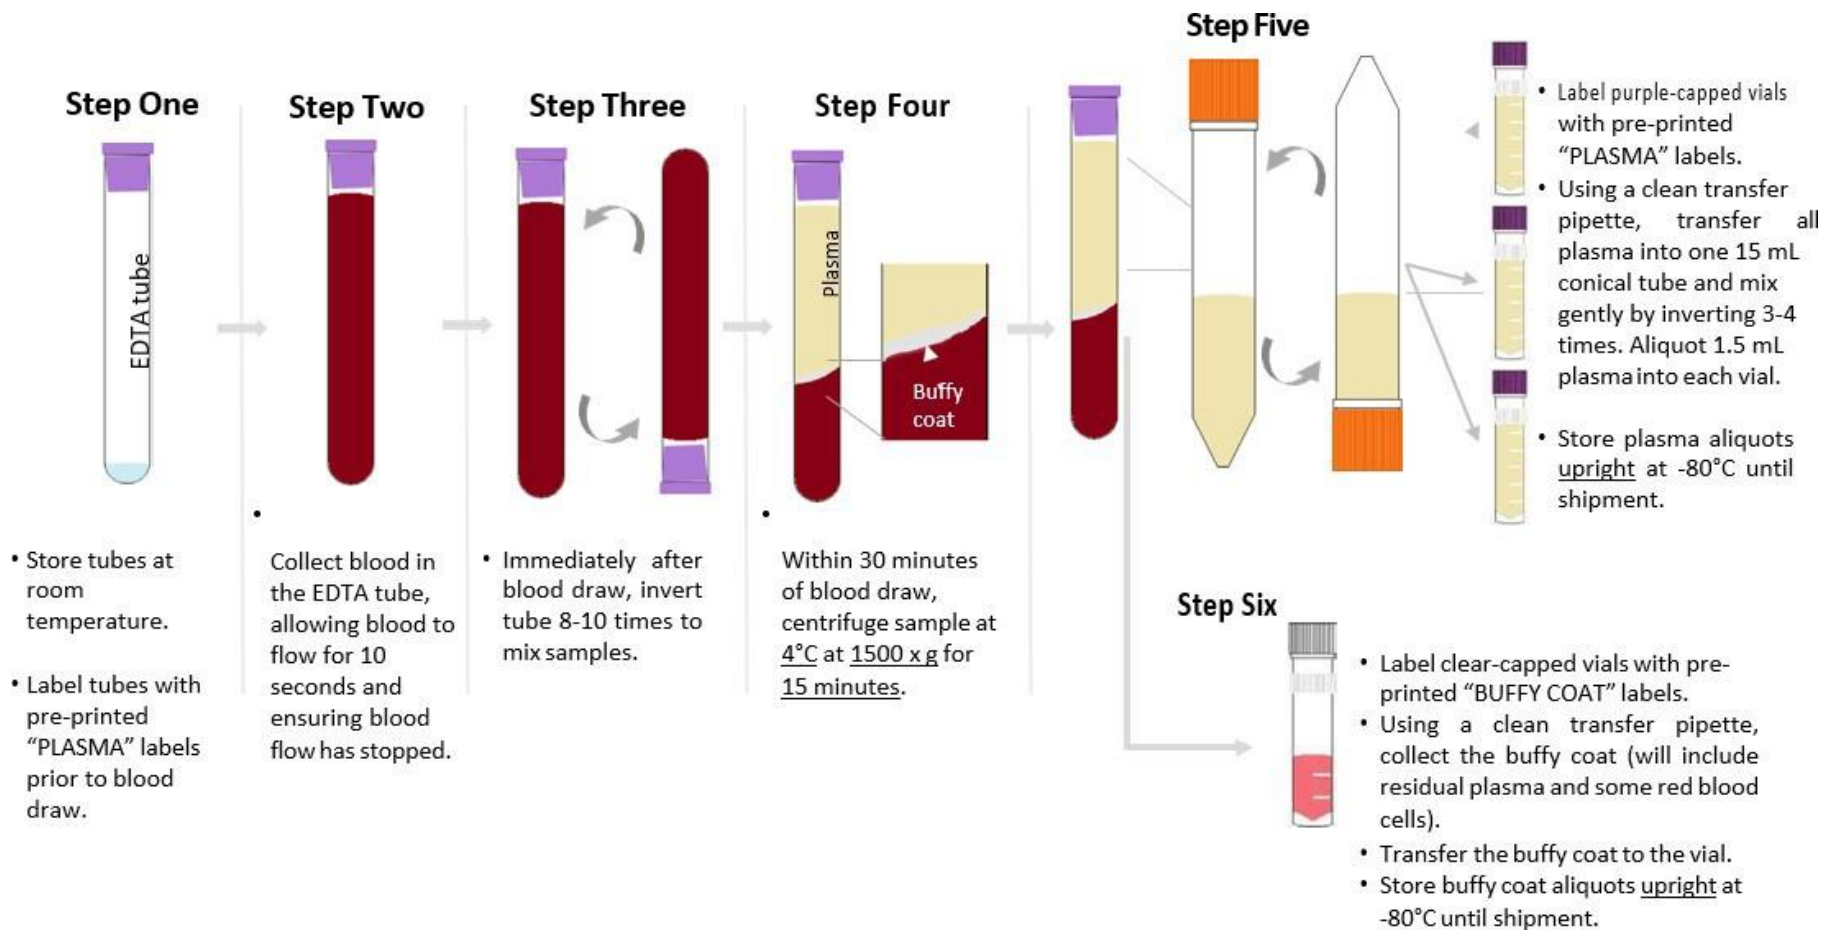 Step One
EDTA tube
• Store tubes at
room
temperature.
• Label tubes with
pre-printed
“PLASMA” labels
prior to blood
draw.
Step Two
•
Collect blood in
the EDTA tube,
allowing blood to
flow for 10
seconds and
ensuring blood
flow has stopped.
Step Three
• Immediately after
blood draw, invert
tube 8-10 times to
mix samples.
Step Four
Plasma
Buffy
coat
•
Within 30 minutes
of blood draw,
centrifuge sample at
4°C at 1500 x g for
15 minutes.
Step Five
• Label purple-capped vials
with pre-printed
“PLASMA” labels.
• Using a clean transfer
pipette, transfer all
plasma into one 15 mL
conical tube and mix
gently by inverting 3-4
times. Aliquot 1.5 mL
plasma into each vial.
• Store plasma aliquots
upright at -80°C until
shipment.
Step Six
• Label clear-capped vials with pre-
printed “BUFFY COAT” labels.
• Using a clean transfer pipette,
collect the buffy coat (will include
residual plasma and some red blood
cells).
• Transfer the buffy coat to the vial.
• Store buffy coat aliquots upright at
-80°C until shipment.